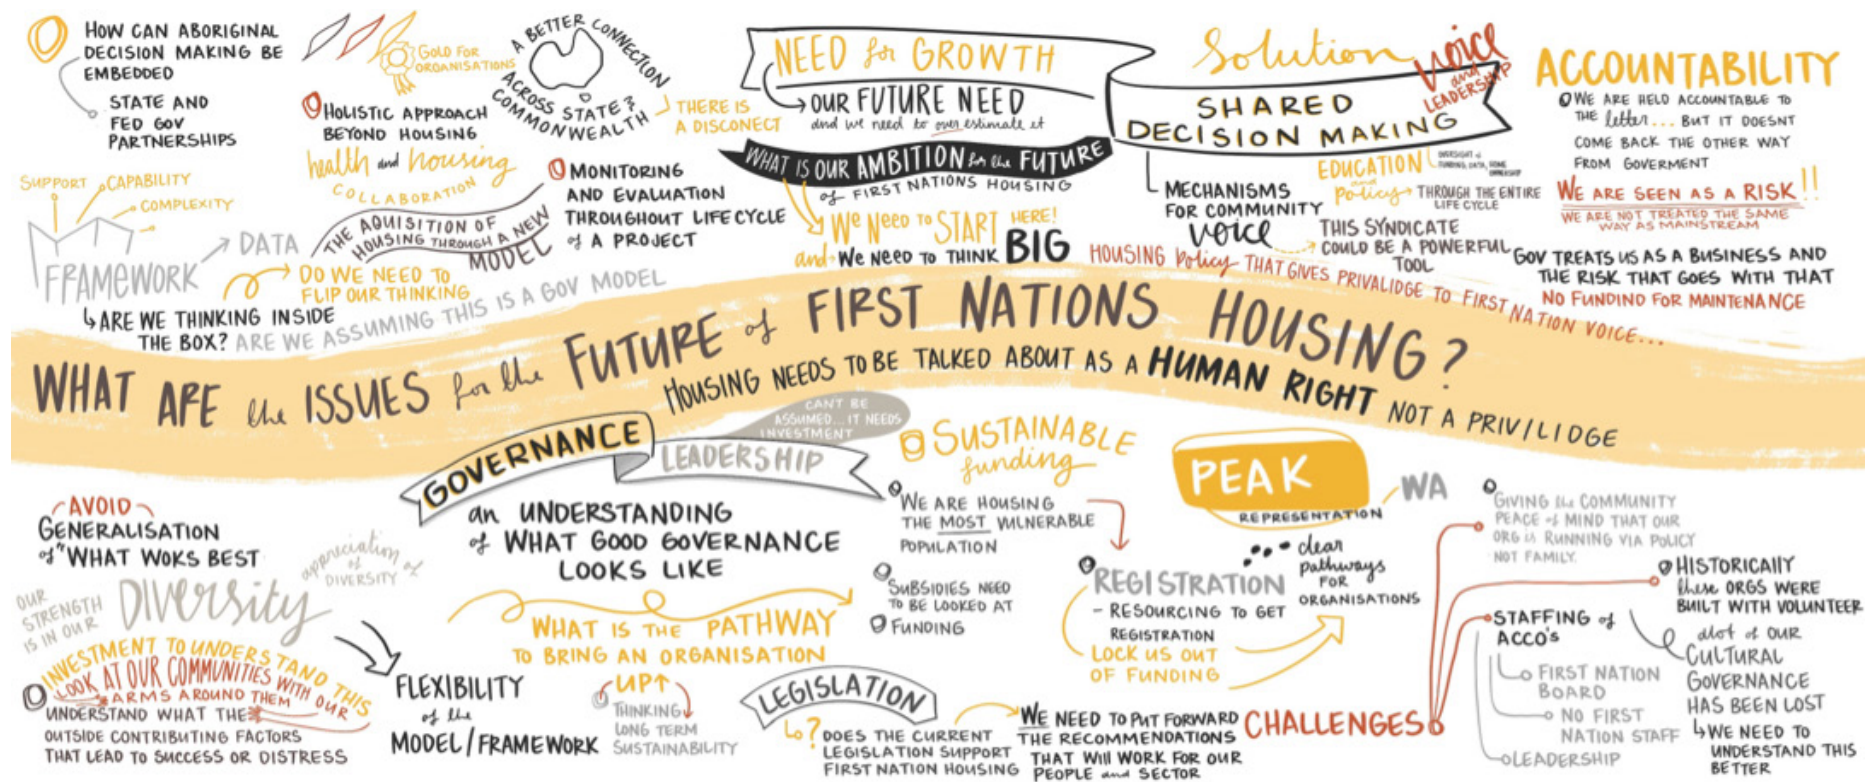 HOW CAN ABORIGINAL
DECISION MAKING BE
EMBEDDED
STATE AND
FED GOV
PARTNERSHIPS
GOLD FOR
ORGANISATIONS
HOLISTIC APPROACH
BEYOND HOUSING
health and housing
COLLABORATION
A BETTER CONNECTION
ACROSS STATE?
COMMONWEALTH
THERE IS
A DISCONECT
SUPPORT
CAPABILITY
COMPLEXITY
FRAMEWORK
DATA
THE AQUISITION OF
HOUSING THROUGH A NEW
MODEL
MONITORING
AND EVALUATION
THROUGHOUT LIFECYCLE
of A PROJECT
DO WE NEED TO
FLIP OUR THINKING
ARE WE THINKING INSIDE
THE BOX?
ARE WE ASSUMING THIS IS A GOV MODEL
NEED for GROWTH
OUR FUTURE NEED
and we need to over estimate it
WHAT IS OUR AMBITION for the FUTURE
of FIRST NATIONS HOUSING
We NEED TO START HERE!
and We NEED TO THINK BIG
Solution
SHARED
DECISION MAKING
voice
and
LEADERSHIP
MECHANISMS
FOR COMMUNITY
voice
EDUCATION
and
policy
OVERSIGHT of
FUNDING, DATA, HOME
OWNERSHIP
THROUGH THE ENTIRE
LIFE CYCLE
THIS SYNDICATE
COULD BE A POWERFUL
TOOL
HOUSING Policy THAT GIVES PRIVALIDGE TO FIRST NATION VOICE...
ACCOUNTABILITY
WE ARE HELD ACCOUNTABLE TO
THE letter... BUT IT DOESNT
COME BACK THE OTHER WAY
FROM GOVERMENT
WE ARE SEEN AS A RISK!!
WE ARE NOT TREATED THE SAME
WAY AS MAINSTREAM
GOV TREATS US AS A BUSINESS AND
THE RISK THAT GOES WITH THAT
NO FUNDIND FOR MAINTENANCE
WHAT ARE the ISSUES for the FUTURE of FIRST NATIONS HOUSING?
HOUSING NEEDS TO BE TALKED ABOUT AS A HUMAN RIGHT NOT A PRIVILIDGE
AVOID
GENERALISATION
of "WHAT WOKS BEST
appreciation of
of
DIVERSITY
OUR
STRENGTH
IS IN OUR
DIVERSITY
INVESTMENT TO UNDERSTAND THIS
LOOK AT OUR COMMUNITIES WITH OUR
ARMS AROUND THEM
UNDERSTAND WHAT THE
OUTSIDE CONTRIBUTING FACTORS
THAT LEAD TO SUCCESS OR DISTRESS
FLEXIBILITY
of the
MODEL/FRAMEWORK
GOVERNANCE
LEADERSHIP
CANT BE
ASSUMED... IT NEEDS
INVESTMENT
an UNDERSTANDING
of WHAT GOOD GOVERNANCE
LOOKS LIKE
WHAT IS THE PATHWAY
TO BRING AN ORGANISATION
UP↑
THINKING
LONG TERM
SUSTAINABILITY
SUSTAINABLE
funding
WE ARE HOUSING
THE MOST VULNERABLE
POPULATION
SUBSIDIES NEED
TO BE LOOKED AT
FUNDING
LEGISLATION
? DOES THE CURRENT
LEGISLATION SUPPORT
FIRST NATION HOUSING
WE NEED TO PUT FORWARD
THE RECOMMENDATIONS
THAT Will WORK FOR OUR
PEOPLE and SECTOR
PEAK
REPRESENTATION
WA
clear
pathways
FOR
ORGANISATIONS
REGISTRATION
- RESOURCING TO GET
REGISTRATION
LOCK US OUT
OF FUNDING
CHALLENGES
GIVING the COMMUNITY
PEACE of MIND THAT OUR
ORG is RUNNING VIA POLICY
NOT FAMILY.
HISTORICAllY
these ORGS WERE
BUILT WITH VOLUNTEER
STAFFING of
ACCO's
FIRST NATION
BOARD
NO FIRST
NATION STAFF
LEADERSHIP
alot of OUR
CULTURAL
GOVERNANCE
HAS BEEN LOST
WE NEED TO
UNDERSTAND THIS
BETTER